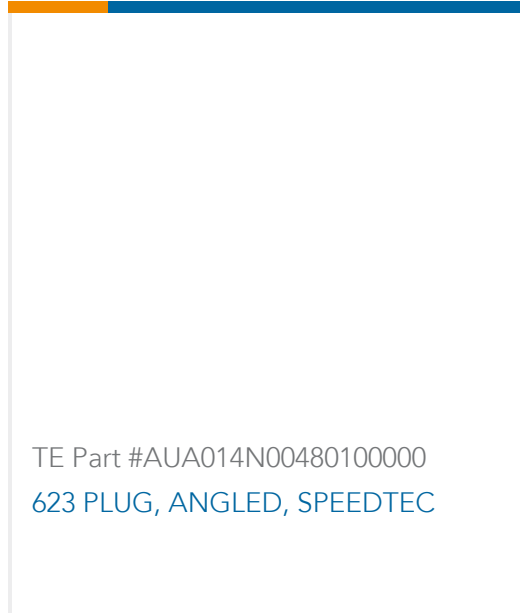 TE Part #AUA014N00480100000
623 PLUG, ANGLED, SPEEDTEC